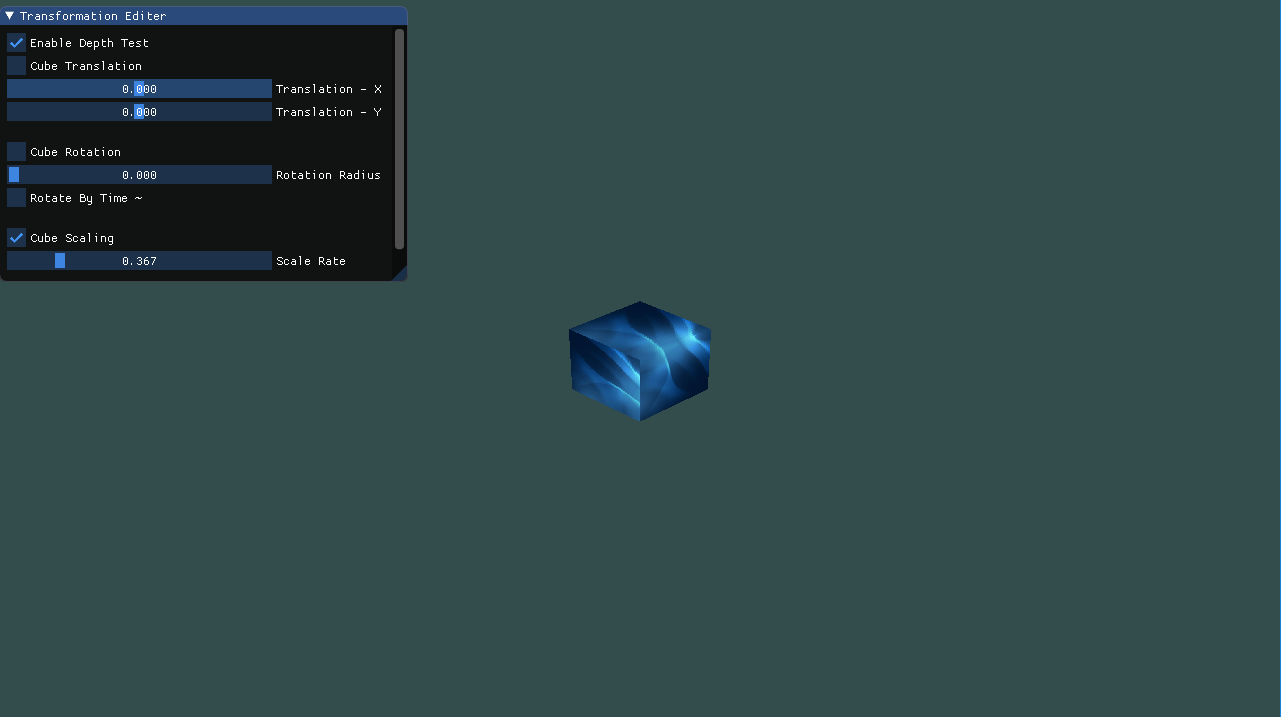 Transformation Editer
Enable Depth Test
Cube Translation
0.000 Translation - X
0.000 Translation - Y
Cube Rotation
0.000 Rotation Radius
Rotate By Time ~
Cube Scaling
0.367 Scale Rate